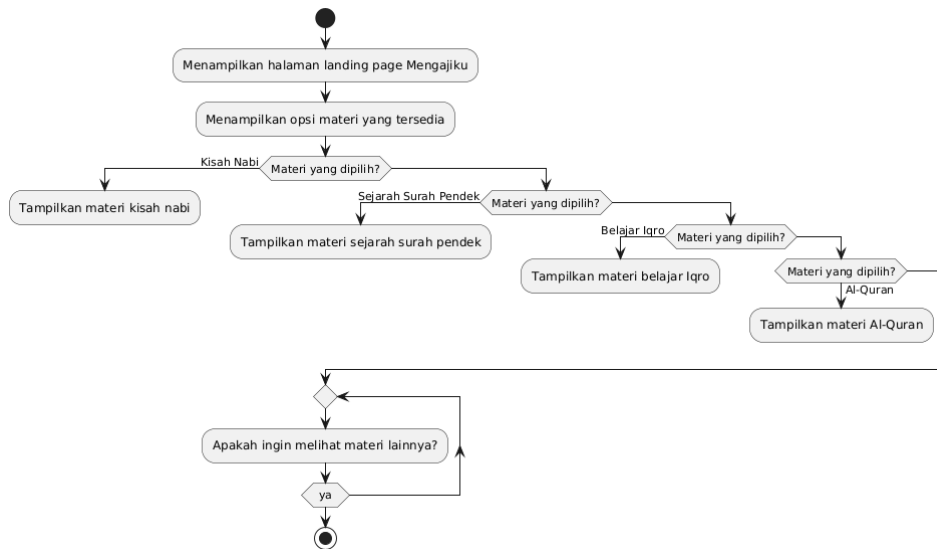 Menampilkan halaman landing page Mengajiku
Menampilkan opsi materi yang tersedia
Kisah Nabi
Materi yang dipilih?
Tampilkan materi kisah nabi
Sejarah Surah Pendek
Materi yang dipilih?
Tampilkan materi sejarah surah pendek
Belajar Iqro
Materi yang dipilih?
Tampilkan materi belajar Iqro
Materi yang dipilih?
Al-Quran
Tampilkan materi Al-Quran
Apakah ingin melihat materi lainnya?
ya